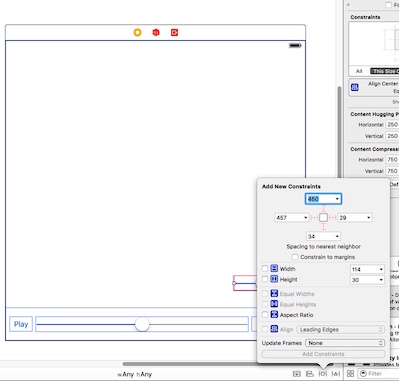 Constraints
All This Size C
Align Center
Eq
Content Hugging P
Horizontal 250
Vertical 250
Content Compress
Horizontal 750
Vertical 750
Add New Constraints
450
457 29
34
Spacing to nearest neighbor
Constrain to margins
Width 114
Height 30
Equal Widths
Equal Heights
Aspect Ratio
Align Leading Edges
Update Frames None
Add Constraints
Play
wAny hAny
Filter